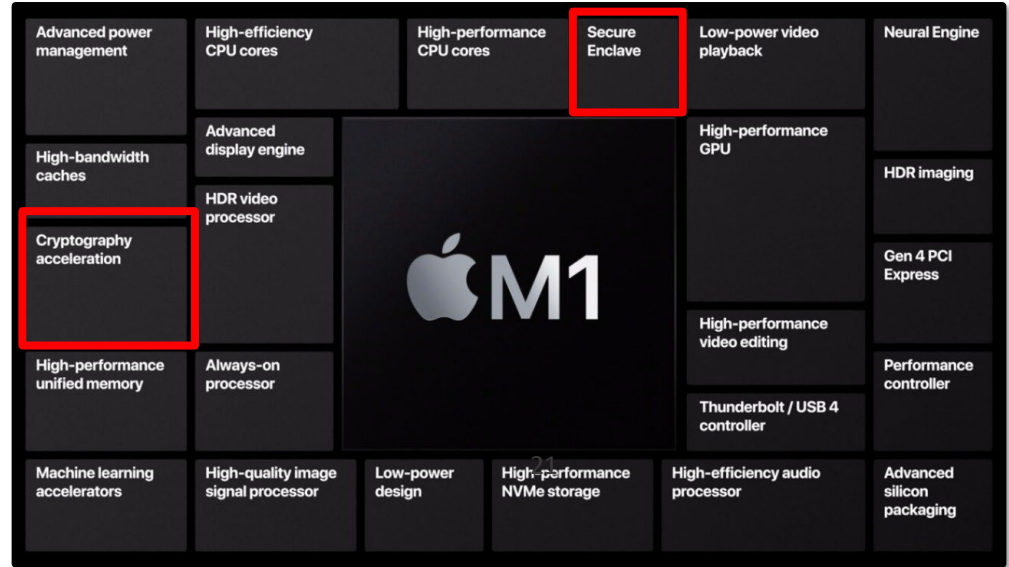 Advanced power
management
High-efficiency
CPU cores
High-performance
CPU cores
Secure
Enclave
Low-power video
playback
Neural Engine
Advanced
display engine
High-performance
GPU
High-bandwidth
caches
HDR imaging
HDR video
processor
Cryptography
acceleration
M1
Gen 4 PCI
Express
High-performance
video editing
High-performance
unified memory
Always-on
processor
Performance
controller
Thunderbolt / USB 4
controller
21
Machine learning
accelerators
High-quality image
signal processor
Low-power
design
High-performance
NVMe storage
High-efficiency audio
processor
Advanced
silicon
packaging